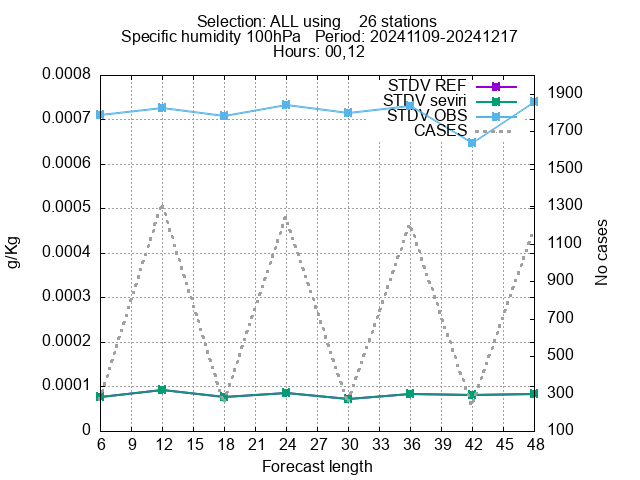 Selection: ALL using    26 stations
Specific humidity 100hPa   Period: 20241109-20241217
Hours: 00,12
STDV REF
STDV seviri
STDV OBS
CASES
0.0008
0.0007
0.0006
0.0005
0.0004
0.0003
0.0002
0.0001
0
g/Kg
1900
1700
1500
1300
1100
900
700
500
300
100
No cases
6 9 12 15 18 21 24 27 30 33 36 39 42 45 48
Forecast length